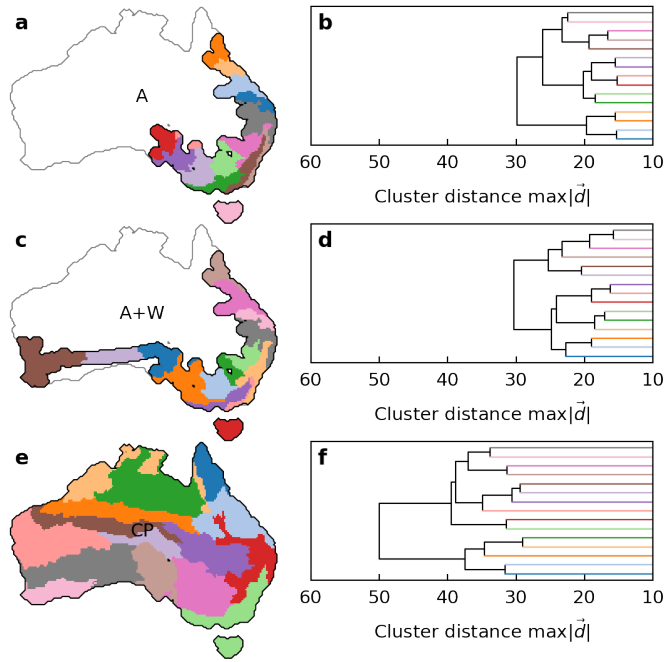 a
A
b
60 50 40 30 20 10
Cluster distance max|d⃗|
c
A+W
d
60 50 40 30 20 10
Cluster distance max|d⃗|
e
CP
f
60 50 40 30 20 10
Cluster distance max|d⃗|